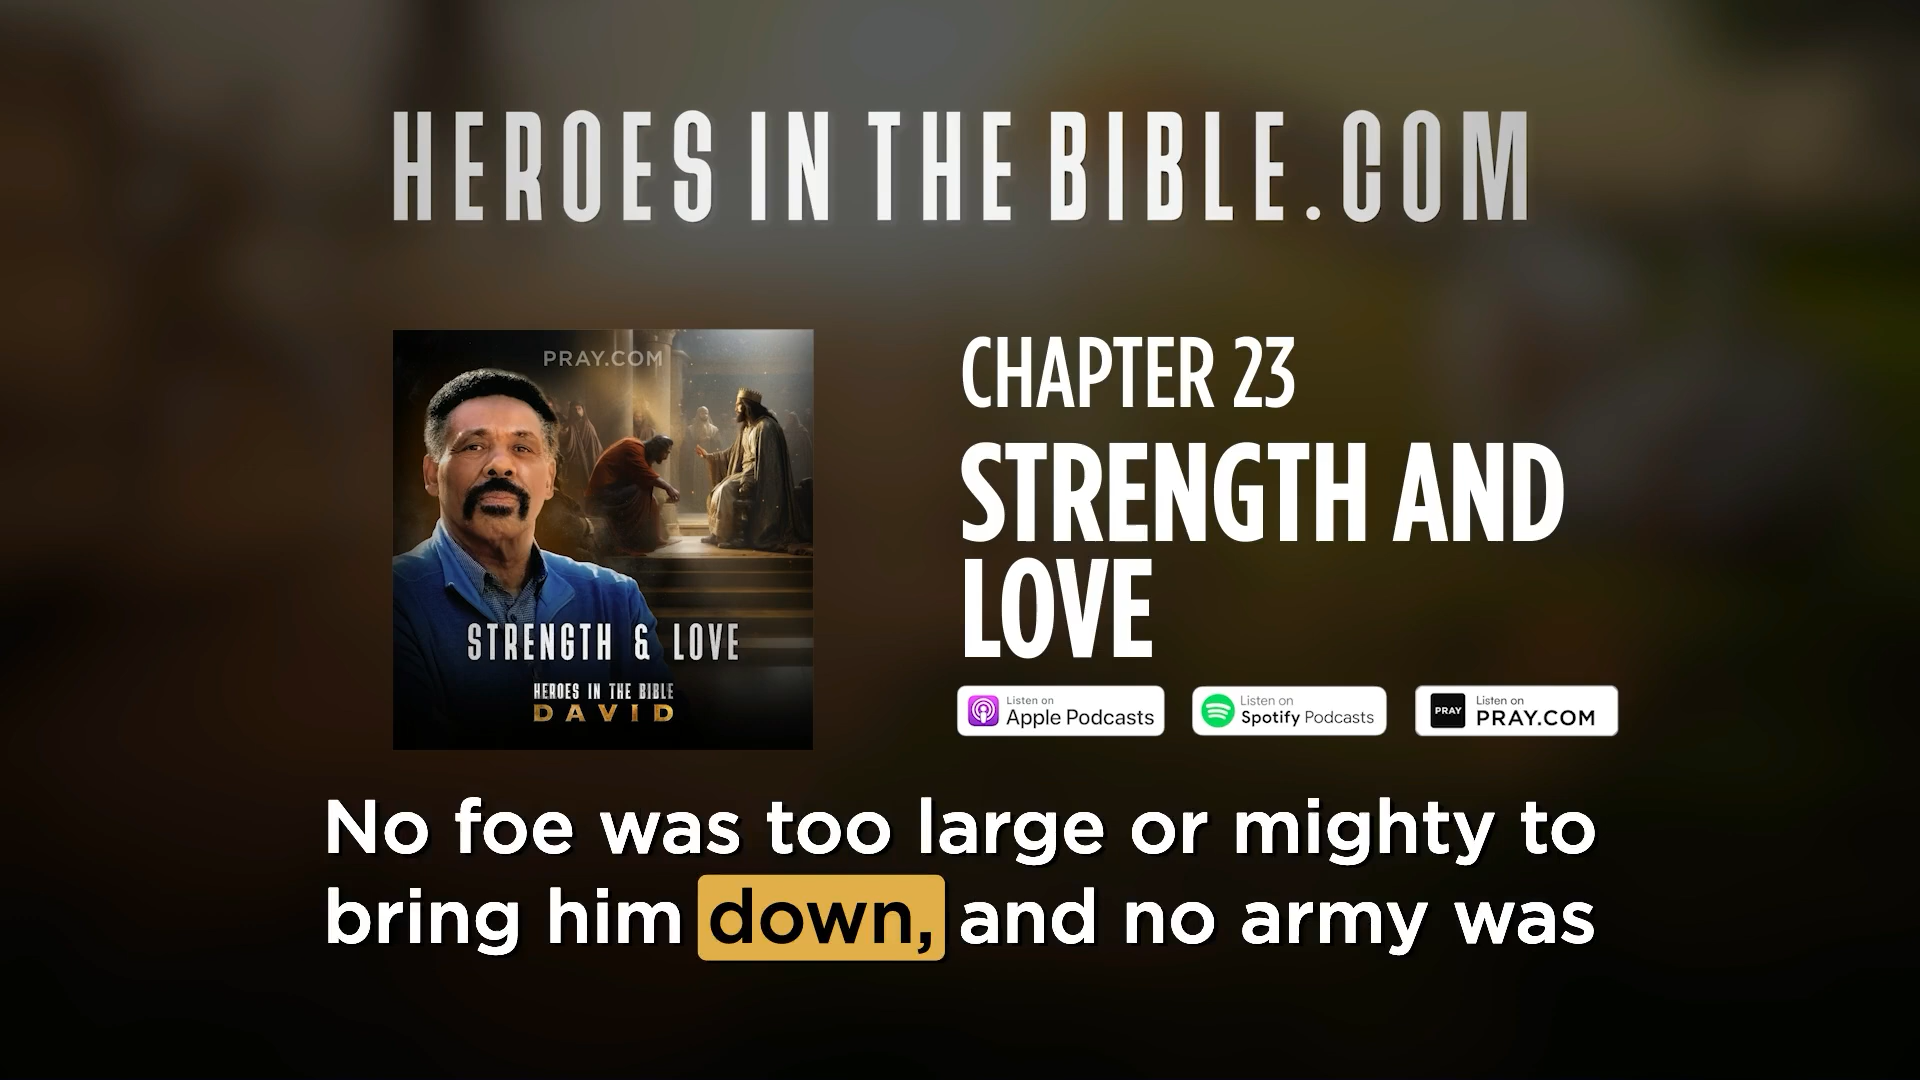 HEROES IN THE BIBLE.COM
PRAY.COM
STRENGTH & LOVE
HEROES IN THE BIBLE
DAVID
CHAPTER 23
STRENGTH AND
LOVE
Listen on
Apple Podcasts
Listen on
Spotify Podcasts
PRAY
Listen on
PRAY.COM
No foe was too large or mighty to
bring him down, and no army was